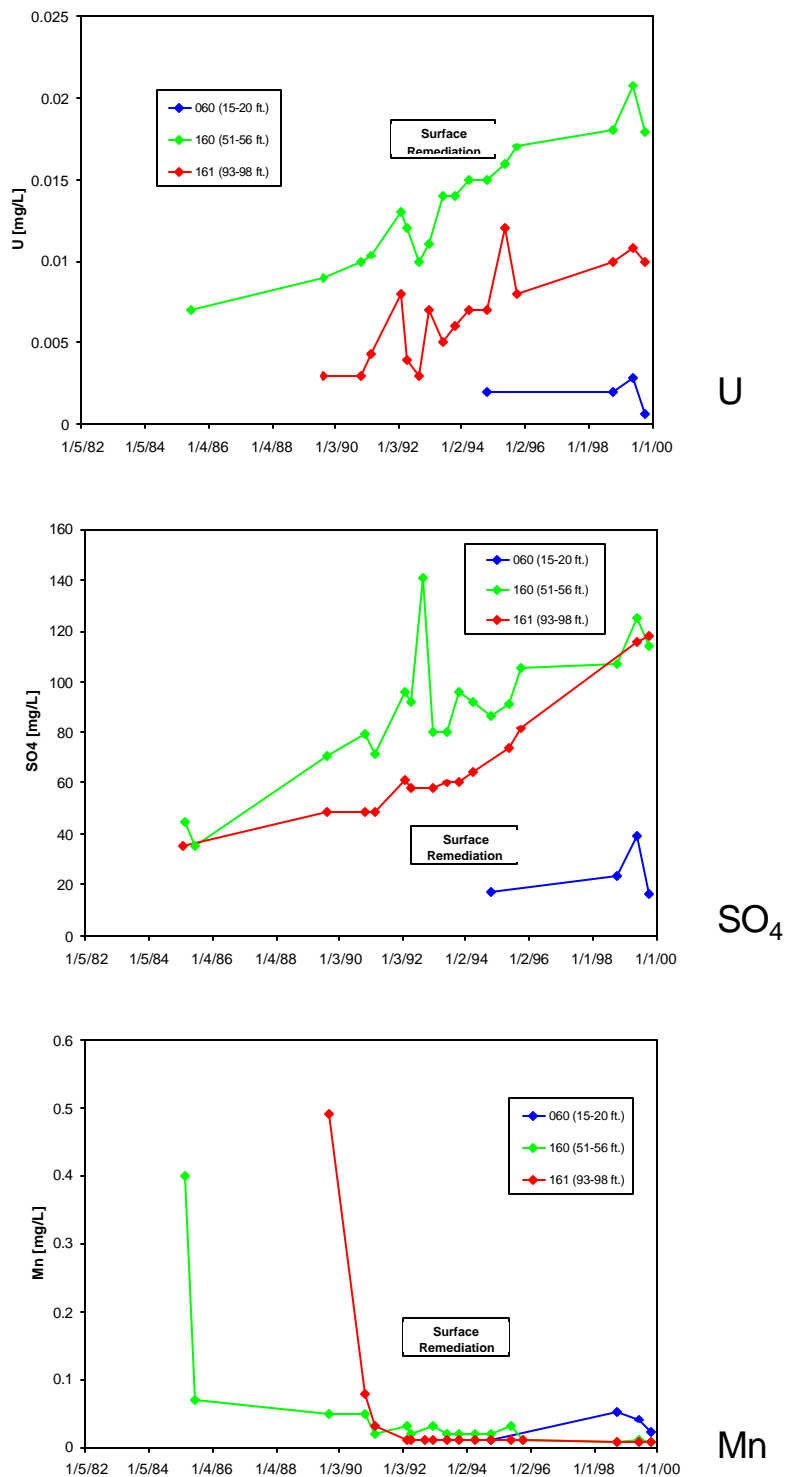 0.025
0.02
0.015
0.01
0.005
0
U [mg/L]
060 (15-20 ft.)
160 (51-56 ft.)
161 (93-98 ft.)
Surface
Remediation
1/5/82 1/5/84 1/4/86 1/4/88 1/3/90 1/3/92 1/2/94 1/2/96 1/1/98 1/1/00
U
160
140
120
100
80
60
40
20
0
SO4 [mg/L]
060 (15-20 ft.)
160 (51-56 ft.)
161 (93-98 ft.)
Surface
Remediation
1/5/82 1/5/84 1/4/86 1/4/88 1/3/90 1/3/92 1/2/94 1/2/96 1/1/98 1/1/00
SO₄
0.6
0.5
0.4
0.3
0.2
0.1
0
Mn [mg/L]
060 (15-20 ft.)
160 (51-56 ft.)
161 (93-98 ft.)
Surface
Remediation
1/5/82 1/5/84 1/4/86 1/4/88 1/3/90 1/3/92 1/2/94 1/2/96 1/1/98 1/1/00
Mn